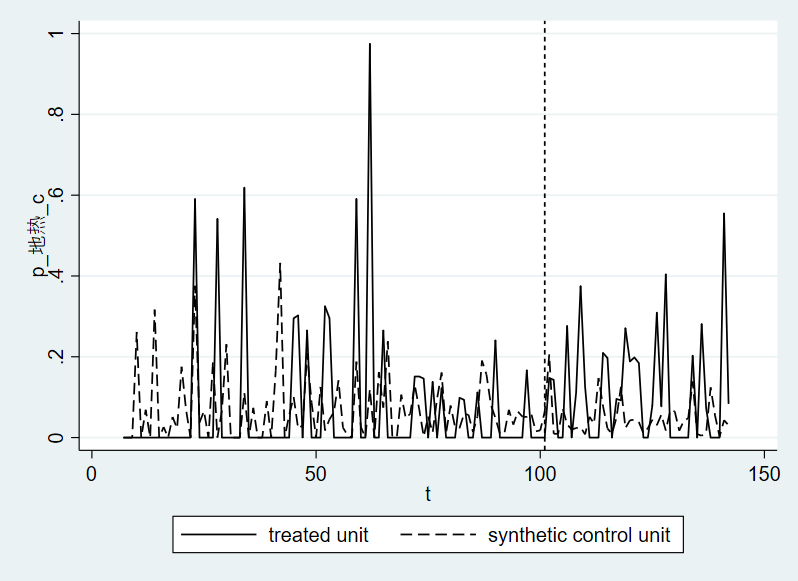 p_地热_c
1
.8
.6
.4
.2
0
0
50
100
150
t
treated unit
synthetic control unit